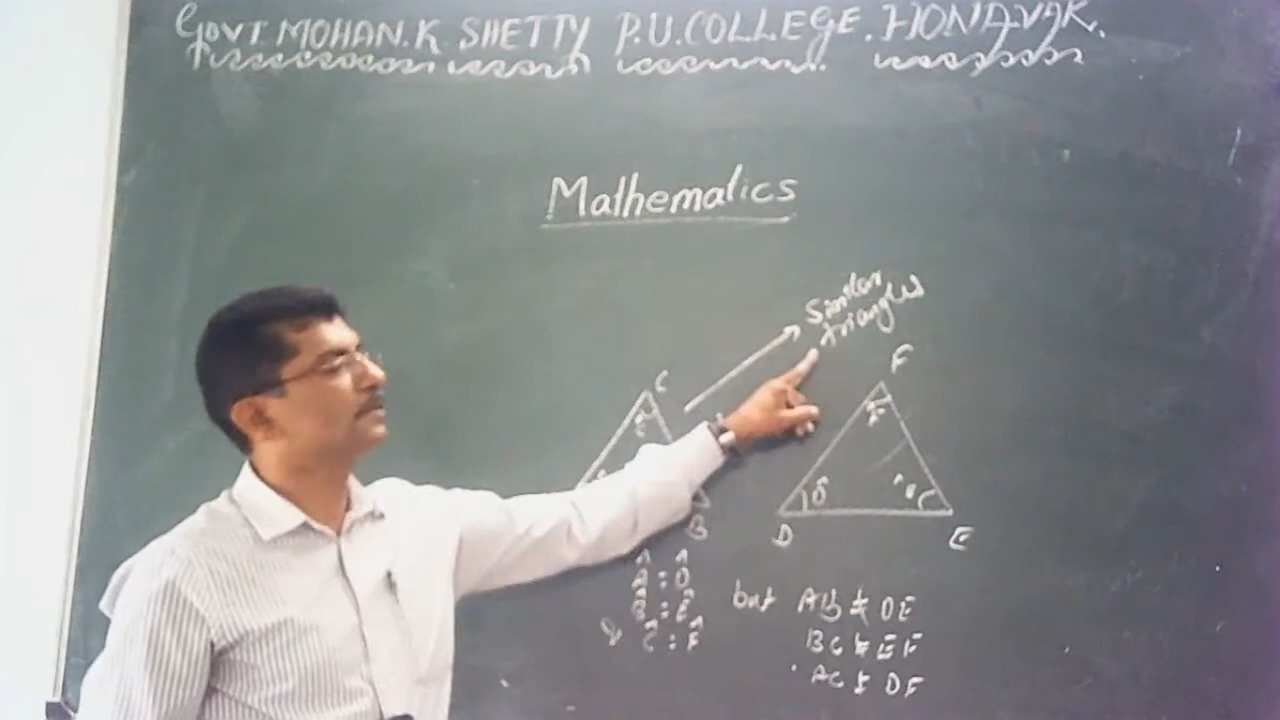 GOVT MOHAN.K SHETTY P.U.COLLEGE.HONAVAR.
Mathematics
Similar
triangles
C
F
B
D
E
Â = D̂
B̂ = Ê
& Ĉ = F̂
but AB ≠ DE
BC ≠ EF
AC ≠ DF